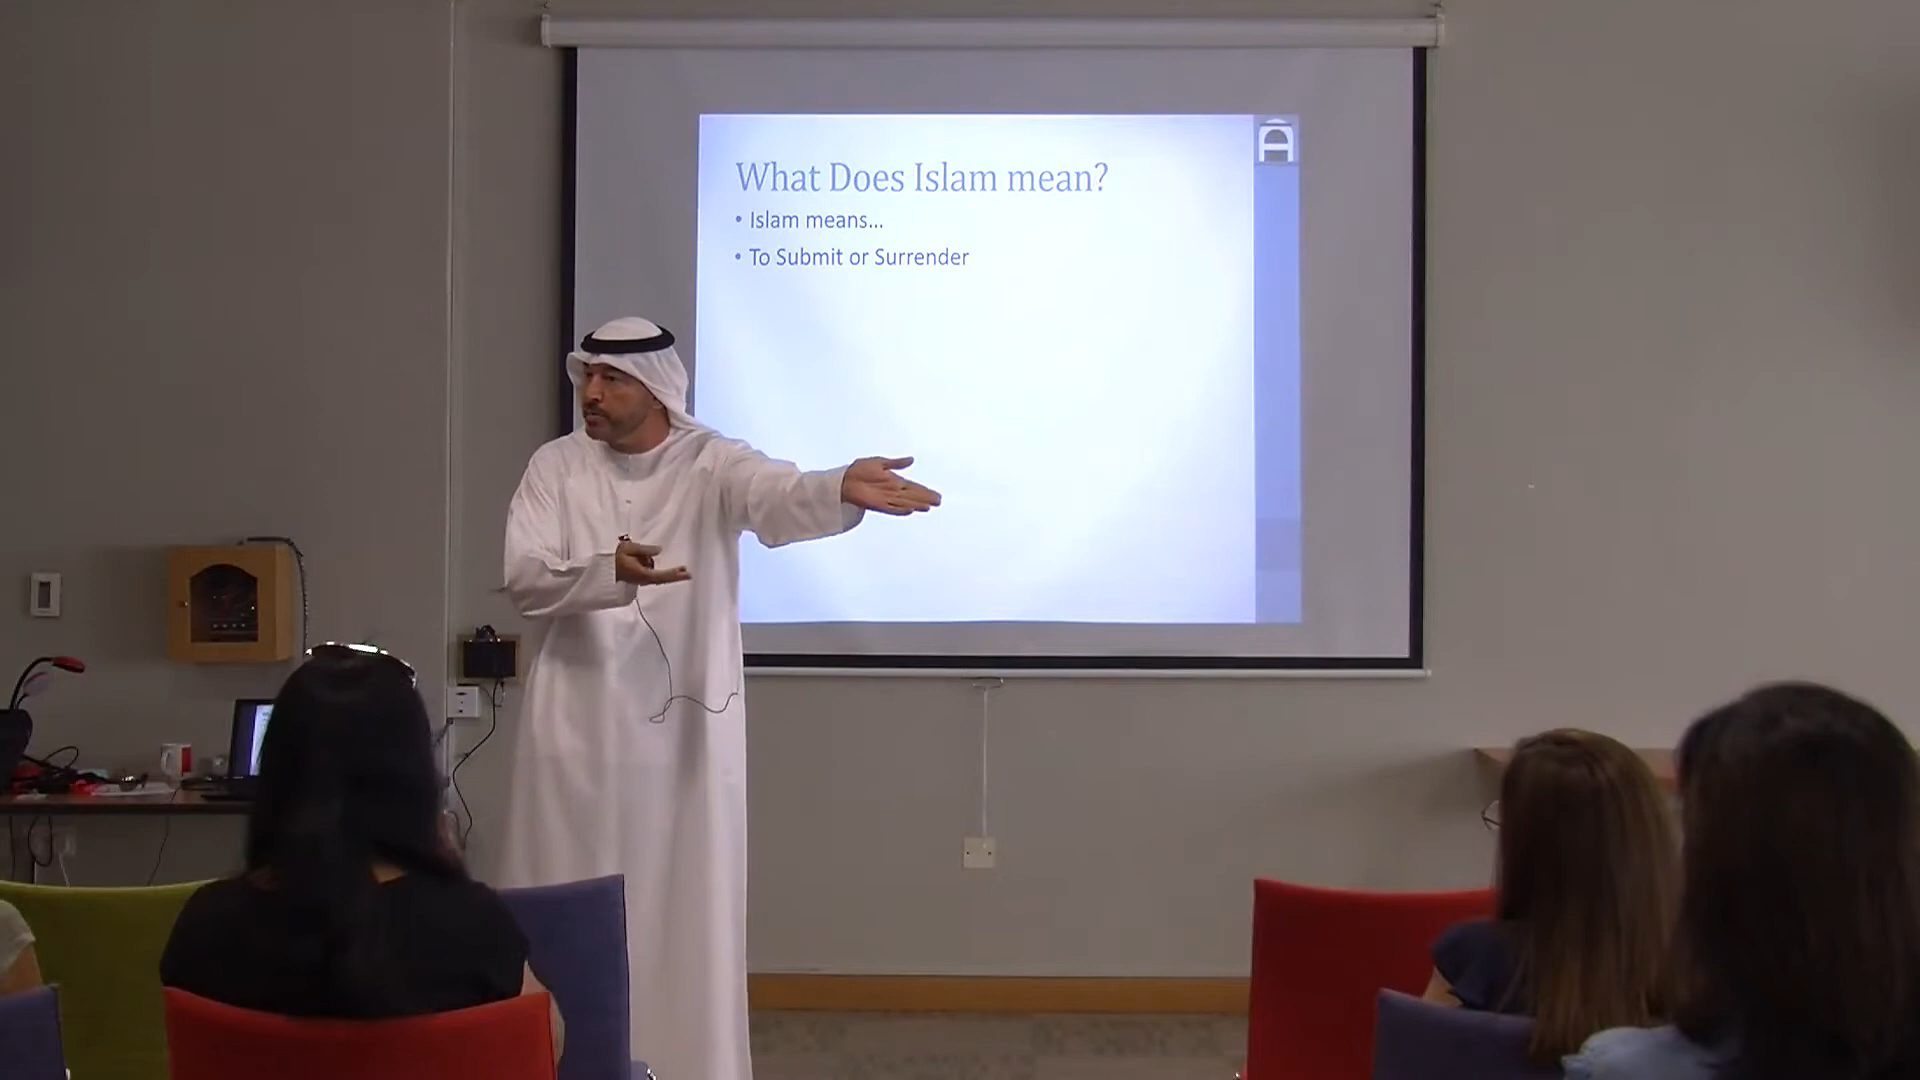 What Does Islam mean?
• Islam means...
• To Submit or Surrender